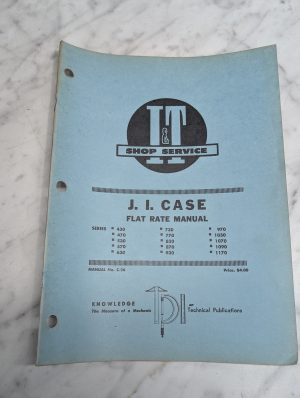 I&T
SHOP SERVICE
J. I. CASE
FLAT RATE MANUAL
SERIES • 430 • 730 • 970
• 470 • 770 • 1030
• 530 • 830 • 1070
• 570 • 870 • 1090
• 630 • 930 • 1170
MANUAL No. C-26 Price, $4.00
KNOWLEDGE
The Measure of a Mechanic
Technical Publications